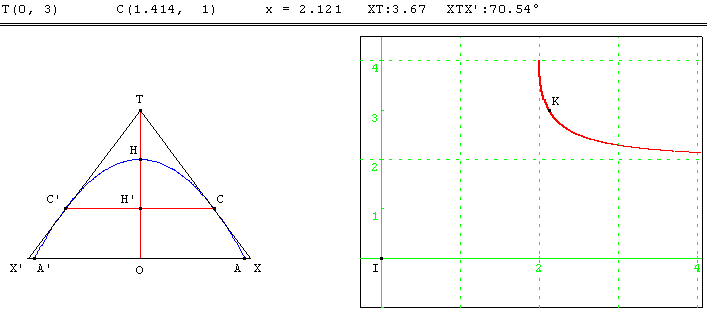 T(0, 3) C(1.414, 1) x = 2.121 XT:3.67 XTX':70.54°
T
H
C' H' C
X' A' O A X
4
K
3
2
1
I 2 4